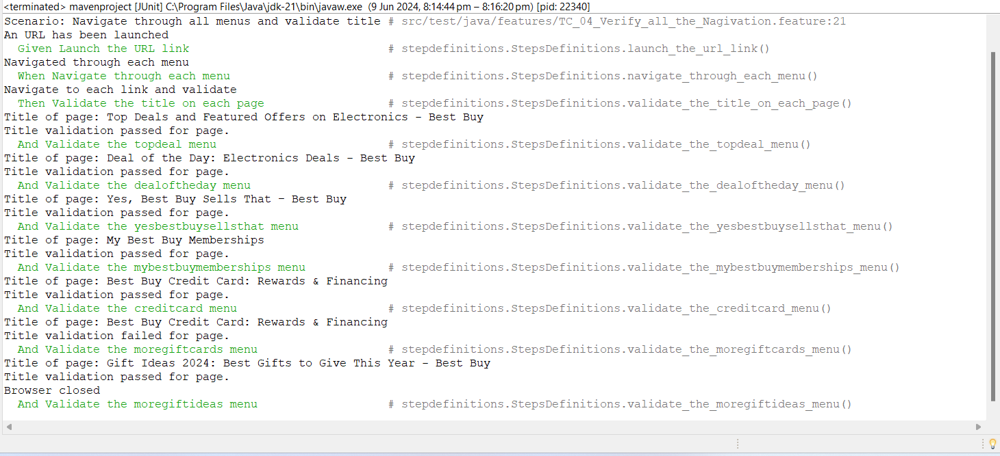 <terminated> mavenproject [JUnit] C:\Program Files\Java\jdk-21\bin\javaw.exe (9 Jun 2024, 8:14:44 pm – 8:16:20 pm) [pid: 22340]
Scenario: Navigate through all menus and validate title # src/test/java/features/TC_04_Verify_all_the_Nagivation.feature:21
An URL has been launched
  Given Launch the URL link                             # stepdefinitions.StepsDefinitions.launch_the_url_link()
Navigated through each menu
  When Navigate through each menu                       # stepdefinitions.StepsDefinitions.navigate_through_each_menu()
Navigate to each link and validate
  Then Validate the title on each page                  # stepdefinitions.StepsDefinitions.validate_the_title_on_each_page()
Title of page: Top Deals and Featured Offers on Electronics - Best Buy
Title validation passed for page.
  And Validate the topdeal menu                         # stepdefinitions.StepsDefinitions.validate_the_topdeal_menu()
Title of page: Deal of the Day: Electronics Deals - Best Buy
Title validation passed for page.
  And Validate the dealoftheday menu                    # stepdefinitions.StepsDefinitions.validate_the_dealoftheday_menu()
Title of page: Yes, Best Buy Sells That – Best Buy
Title validation passed for page.
  And Validate the yesbestbuysellsthat menu             # stepdefinitions.StepsDefinitions.validate_the_yesbestbuysellsthat_menu()
Title of page: My Best Buy Memberships
Title validation passed for page.
  And Validate the mybestbuymemberships menu            # stepdefinitions.StepsDefinitions.validate_the_mybestbuymemberships_menu()
Title of page: Best Buy Credit Card: Rewards & Financing
Title validation passed for page.
  And Validate the creditcard menu                      # stepdefinitions.StepsDefinitions.validate_the_creditcard_menu()
Title of page: Best Buy Credit Card: Rewards & Financing
Title validation failed for page.
  And Validate the moregiftcards menu                   # stepdefinitions.StepsDefinitions.validate_the_moregiftcards_menu()
Title of page: Gift Ideas 2024: Best Gifts to Give This Year - Best Buy
Title validation passed for page.
Browser closed
  And Validate the moregiftideas menu                   # stepdefinitions.StepsDefinitions.validate_the_moregiftideas_menu()